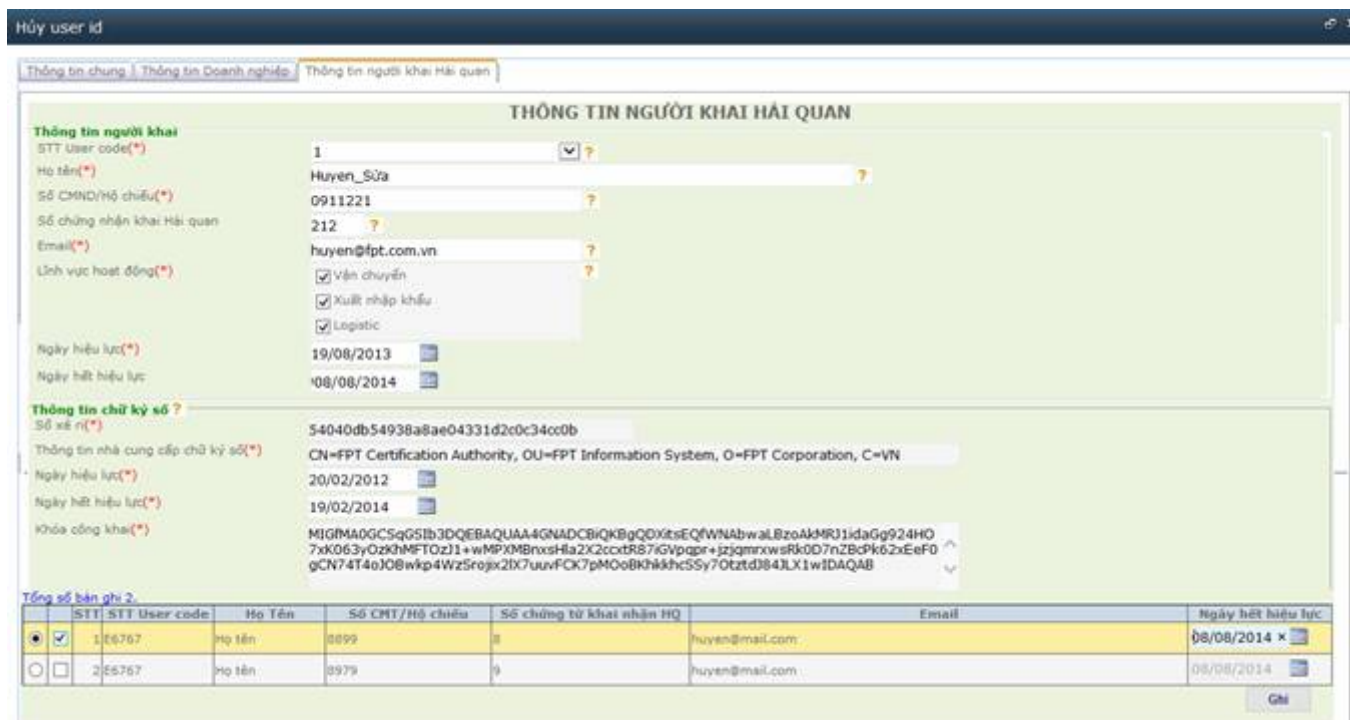 Hủy user id
Thông tin chung Thông tin Doanh nghiệp Thông tin người khai Hải quan
THÔNG TIN NGƯỜI KHAI HẢI QUAN
Thông tin người khai
STT User code(*) 1 ?
Họ tên(*) Huyen_Sửa ?
Số CMND/Hộ chiếu(*) 0911221 ?
Số chứng nhận khai Hải quan 212 ?
Email(*) huyen@fpt.com.vn ?
Lĩnh vực hoạt động(*) Vận chuyển ?
Xuất nhập khẩu
Logistic
Ngày hiệu lực(*) 19/08/2013
Ngày hết hiệu lực 08/08/2014
Thông tin chữ ký số ?
Số xê ri(*) 54040db54938a8ae04331d2c0c34cc0b
Thông tin nhà cung cấp chữ ký số(*) CN=FPT Certification Authority, OU=FPT Information System, O=FPT Corporation, C=VN
Ngày hiệu lực(*) 20/02/2012
Ngày hết hiệu lực(*) 19/02/2014
Khóa công khai(*)
Tổng số bản ghi 2.
STT STT User code Họ Tên Số CMT/Hộ chiếu Số chứng từ khai nhận HQ Email Ngày hết hiệu lực
1 E6767 Họ tên 8899 8 huyen@mail.com 08/08/2014 ×
2 E6767 Họ tên 8979 9 huyen@mail.com 08/08/2014
Ghi